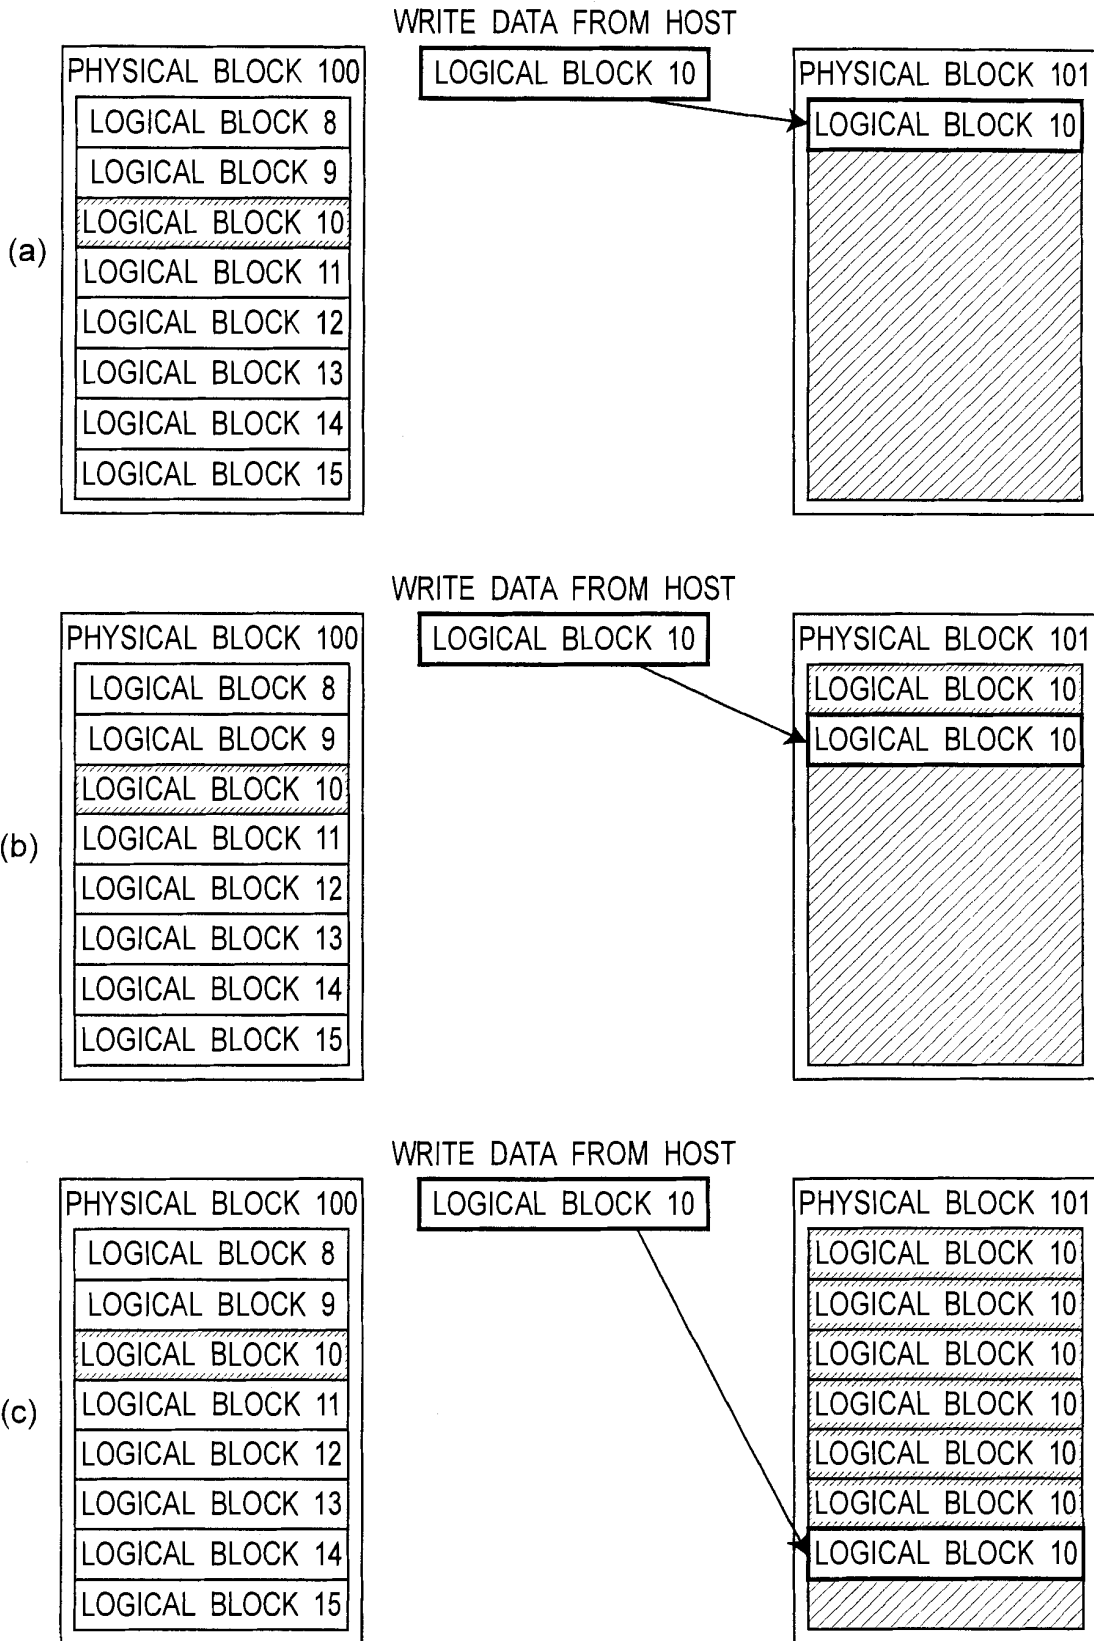 WRITE DATA FROM HOST
PHYSICAL BLOCK 100
LOGICAL BLOCK 8
LOGICAL BLOCK 9
LOGICAL BLOCK 10
LOGICAL BLOCK 11
LOGICAL BLOCK 12
LOGICAL BLOCK 13
LOGICAL BLOCK 14
LOGICAL BLOCK 15
(a)
LOGICAL BLOCK 10
PHYSICAL BLOCK 101
LOGICAL BLOCK 10
WRITE DATA FROM HOST
PHYSICAL BLOCK 100
LOGICAL BLOCK 8
LOGICAL BLOCK 9
LOGICAL BLOCK 10
LOGICAL BLOCK 11
LOGICAL BLOCK 12
LOGICAL BLOCK 13
LOGICAL BLOCK 14
LOGICAL BLOCK 15
(b)
LOGICAL BLOCK 10
PHYSICAL BLOCK 101
LOGICAL BLOCK 10
LOGICAL BLOCK 10
WRITE DATA FROM HOST
PHYSICAL BLOCK 100
LOGICAL BLOCK 8
LOGICAL BLOCK 9
LOGICAL BLOCK 10
LOGICAL BLOCK 11
LOGICAL BLOCK 12
LOGICAL BLOCK 13
LOGICAL BLOCK 14
LOGICAL BLOCK 15
(c)
LOGICAL BLOCK 10
PHYSICAL BLOCK 101
LOGICAL BLOCK 10
LOGICAL BLOCK 10
LOGICAL BLOCK 10
LOGICAL BLOCK 10
LOGICAL BLOCK 10
LOGICAL BLOCK 10
LOGICAL BLOCK 10